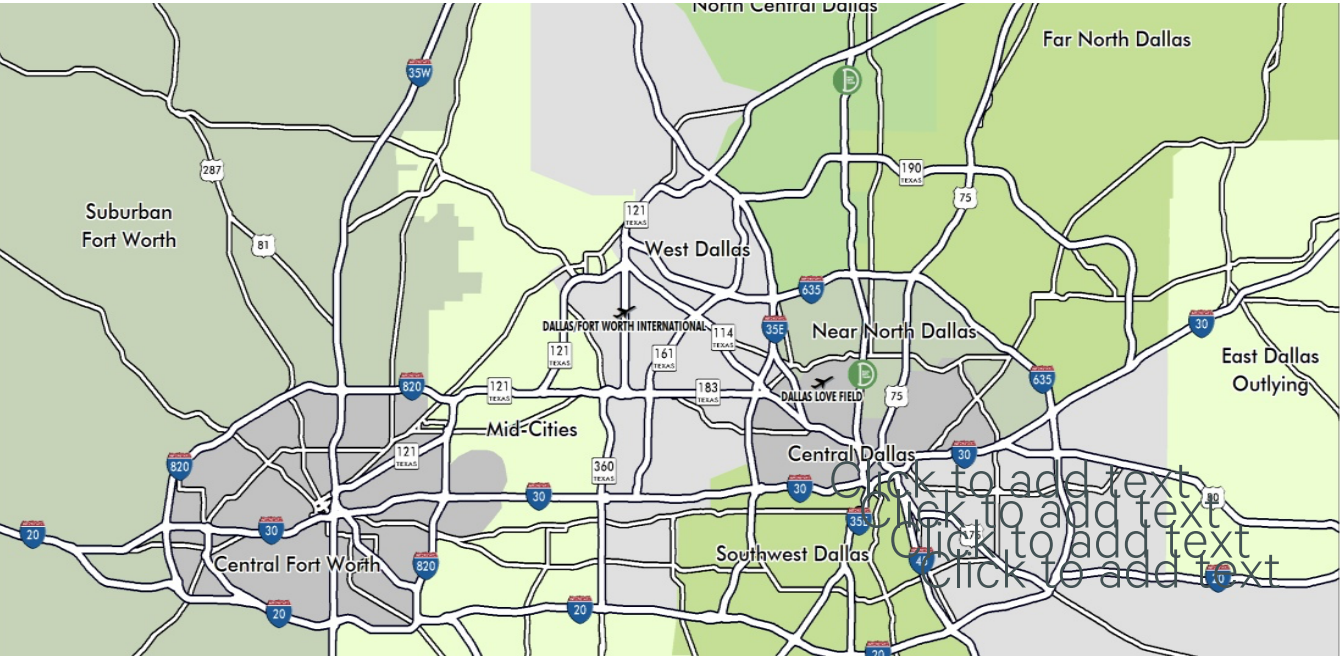 North Central Dallas
Far North Dallas
35W
287
190
TEXAS
75
Suburban
Fort Worth
121
TEXAS
81
West Dallas
635
DALLAS/FORT WORTH INTERNATIONAL
35E
Near North Dallas
30
114
TEXAS
121
TEXAS
161
TEXAS
East Dallas
Outlying
820
121
TEXAS
183
TEXAS
DALLAS LOVE FIELD
75
635
Mid-Cities
121
TEXAS
Central Dallas
30
820
360
TEXAS
30
30
Click to add text
Click to add text
Click to add text
Click to add text
80
20
30
Central Fort Worth
820
Southwest Dallas
20
20
20
20